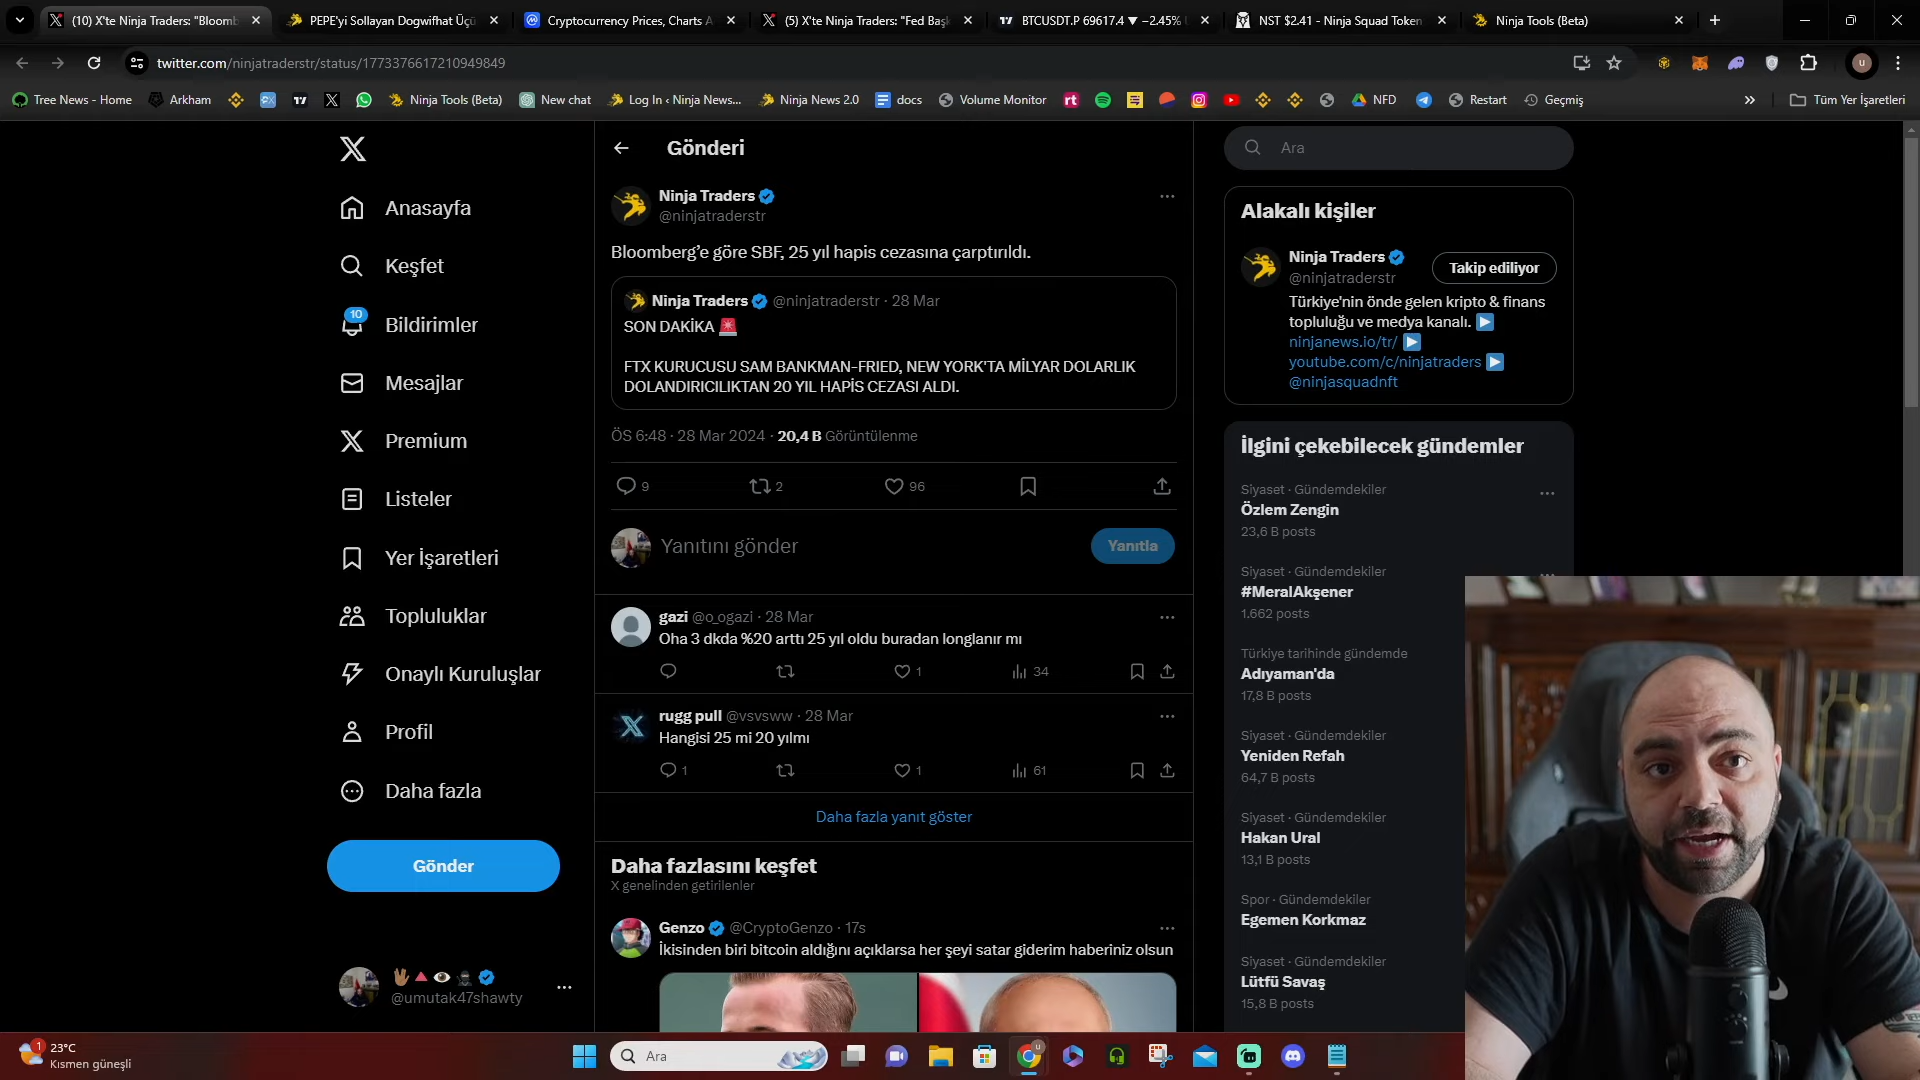 (10) X'te Ninja Traders: "Bloomb
PEPE'yi Sollayan Dogwifhat Üçü
Cryptocurrency Prices, Charts A
(5) X'te Ninja Traders: "Fed Baş
BTCUSDT.P 69617.4 ▼ −2.45%
NST $2.41 - Ninja Squad Token
Ninja Tools (Beta)
twitter.com/ninjatraderstr/status/1773376617210949849
Tree News - Home
Arkham
Ninja Tools (Beta)
New chat
Log In ‹ Ninja News...
Ninja News 2.0
docs
Volume Monitor
NFD
Restart
Geçmiş
Tüm Yer İşaretleri
Anasayfa
Keşfet
10
Bildirimler
Mesajlar
Premium
Listeler
Yer İşaretleri
Topluluklar
Onaylı Kuruluşlar
Profil
Daha fazla
Gönder
@umutak47shawty
Gönderi
Ninja Traders
@ninjatraderstr
Bloomberg’e göre SBF, 25 yıl hapis cezasına çarptırıldı.
Ninja Traders @ninjatraderstr · 28 Mar
SON DAKİKA 🚨
FTX KURUCUSU SAM BANKMAN-FRIED, NEW YORK'TA MİLYAR DOLARLIK
DOLANDIRICILIKTAN 20 YIL HAPİS CEZASI ALDI.
ÖS 6:48 · 28 Mar 2024 · 20,4 B Görüntülenme
9 2 96
Yanıtını gönder
Yanıtla
gazi @o_ogazi · 28 Mar
Oha 3 dkda %20 arttı 25 yıl oldu buradan longlanır mı
1 34
rugg pull @vsvsww · 28 Mar
Hangisi 25 mi 20 yılmı
1 1 61
Daha fazla yanıt göster
Daha fazlasını keşfet
X genelinden getirilenler
Genzo @CryptoGenzo · 17s
İkisinden biri bitcoin aldığını açıklarsa her şeyi satar giderim haberiniz olsun
Ara
Alakalı kişiler
Ninja Traders
@ninjatraderstr
Takip ediliyor
Türkiye'nin önde gelen kripto & finans
topluluğu ve medya kanalı. ▶
ninjanews.io/tr/ ▶
youtube.com/c/ninjatraders ▶
@ninjasquadnft
İlgini çekebilecek gündemler
Siyaset · Gündemdekiler
Özlem Zengin
23,6 B posts
Siyaset · Gündemdekiler
#MeralAkşener
1.662 posts
Türkiye tarihinde gündemde
Adıyaman'da
17,8 B posts
Siyaset · Gündemdekiler
Yeniden Refah
64,7 B posts
Siyaset · Gündemdekiler
Hakan Ural
13,1 B posts
Spor · Gündemdekiler
Egemen Korkmaz
Siyaset · Gündemdekiler
Lütfü Savaş
15,8 B posts
1
23°C
Kısmen güneşli
Ara